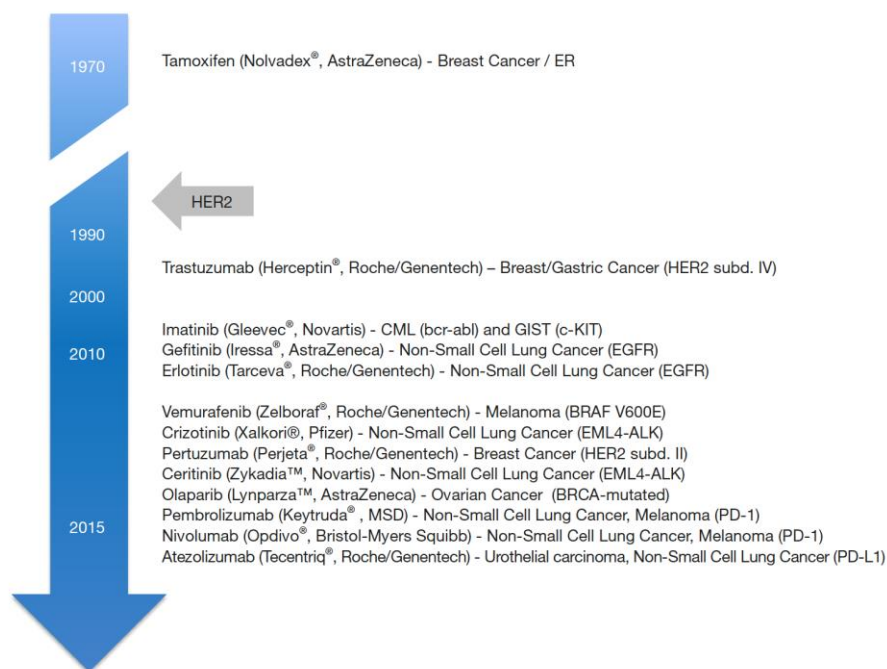 1970
Tamoxifen (Nolvadex®, AstraZeneca) - Breast Cancer / ER
HER2
1990
Trastuzumab (Herceptin®, Roche/Genentech) – Breast/Gastric Cancer (HER2 subd. IV)
2000
Imatinib (Gleevec®, Novartis) - CML (bcr-abl) and GIST (c-KIT)
2010
Gefitinib (Iressa®, AstraZeneca) - Non-Small Cell Lung Cancer (EGFR)
Erlotinib (Tarceva®, Roche/Genentech) - Non-Small Cell Lung Cancer (EGFR)
Vemurafenib (Zelboraf®, Roche/Genentech) - Melanoma (BRAF V600E)
Crizotinib (Xalkori®, Pfizer) - Non-Small Cell Lung Cancer (EML4-ALK)
Pertuzumab (Perjeta®, Roche/Genentech) - Breast Cancer (HER2 subd. II)
Ceritinib (Zykadia™, Novartis) - Non-Small Cell Lung Cancer (EML4-ALK)
Olaparib (Lynparza™, AstraZeneca) - Ovarian Cancer (BRCA-mutated)
Pembrolizumab (Keytruda® , MSD) - Non-Small Cell Lung Cancer, Melanoma (PD-1)
2015
Nivolumab (Opdivo®, Bristol-Myers Squibb) - Non-Small Cell Lung Cancer, Melanoma (PD-1)
Atezolizumab (Tecentriq®, Roche/Genentech) - Urothelial carcinoma, Non-Small Cell Lung Cancer (PD-L1)